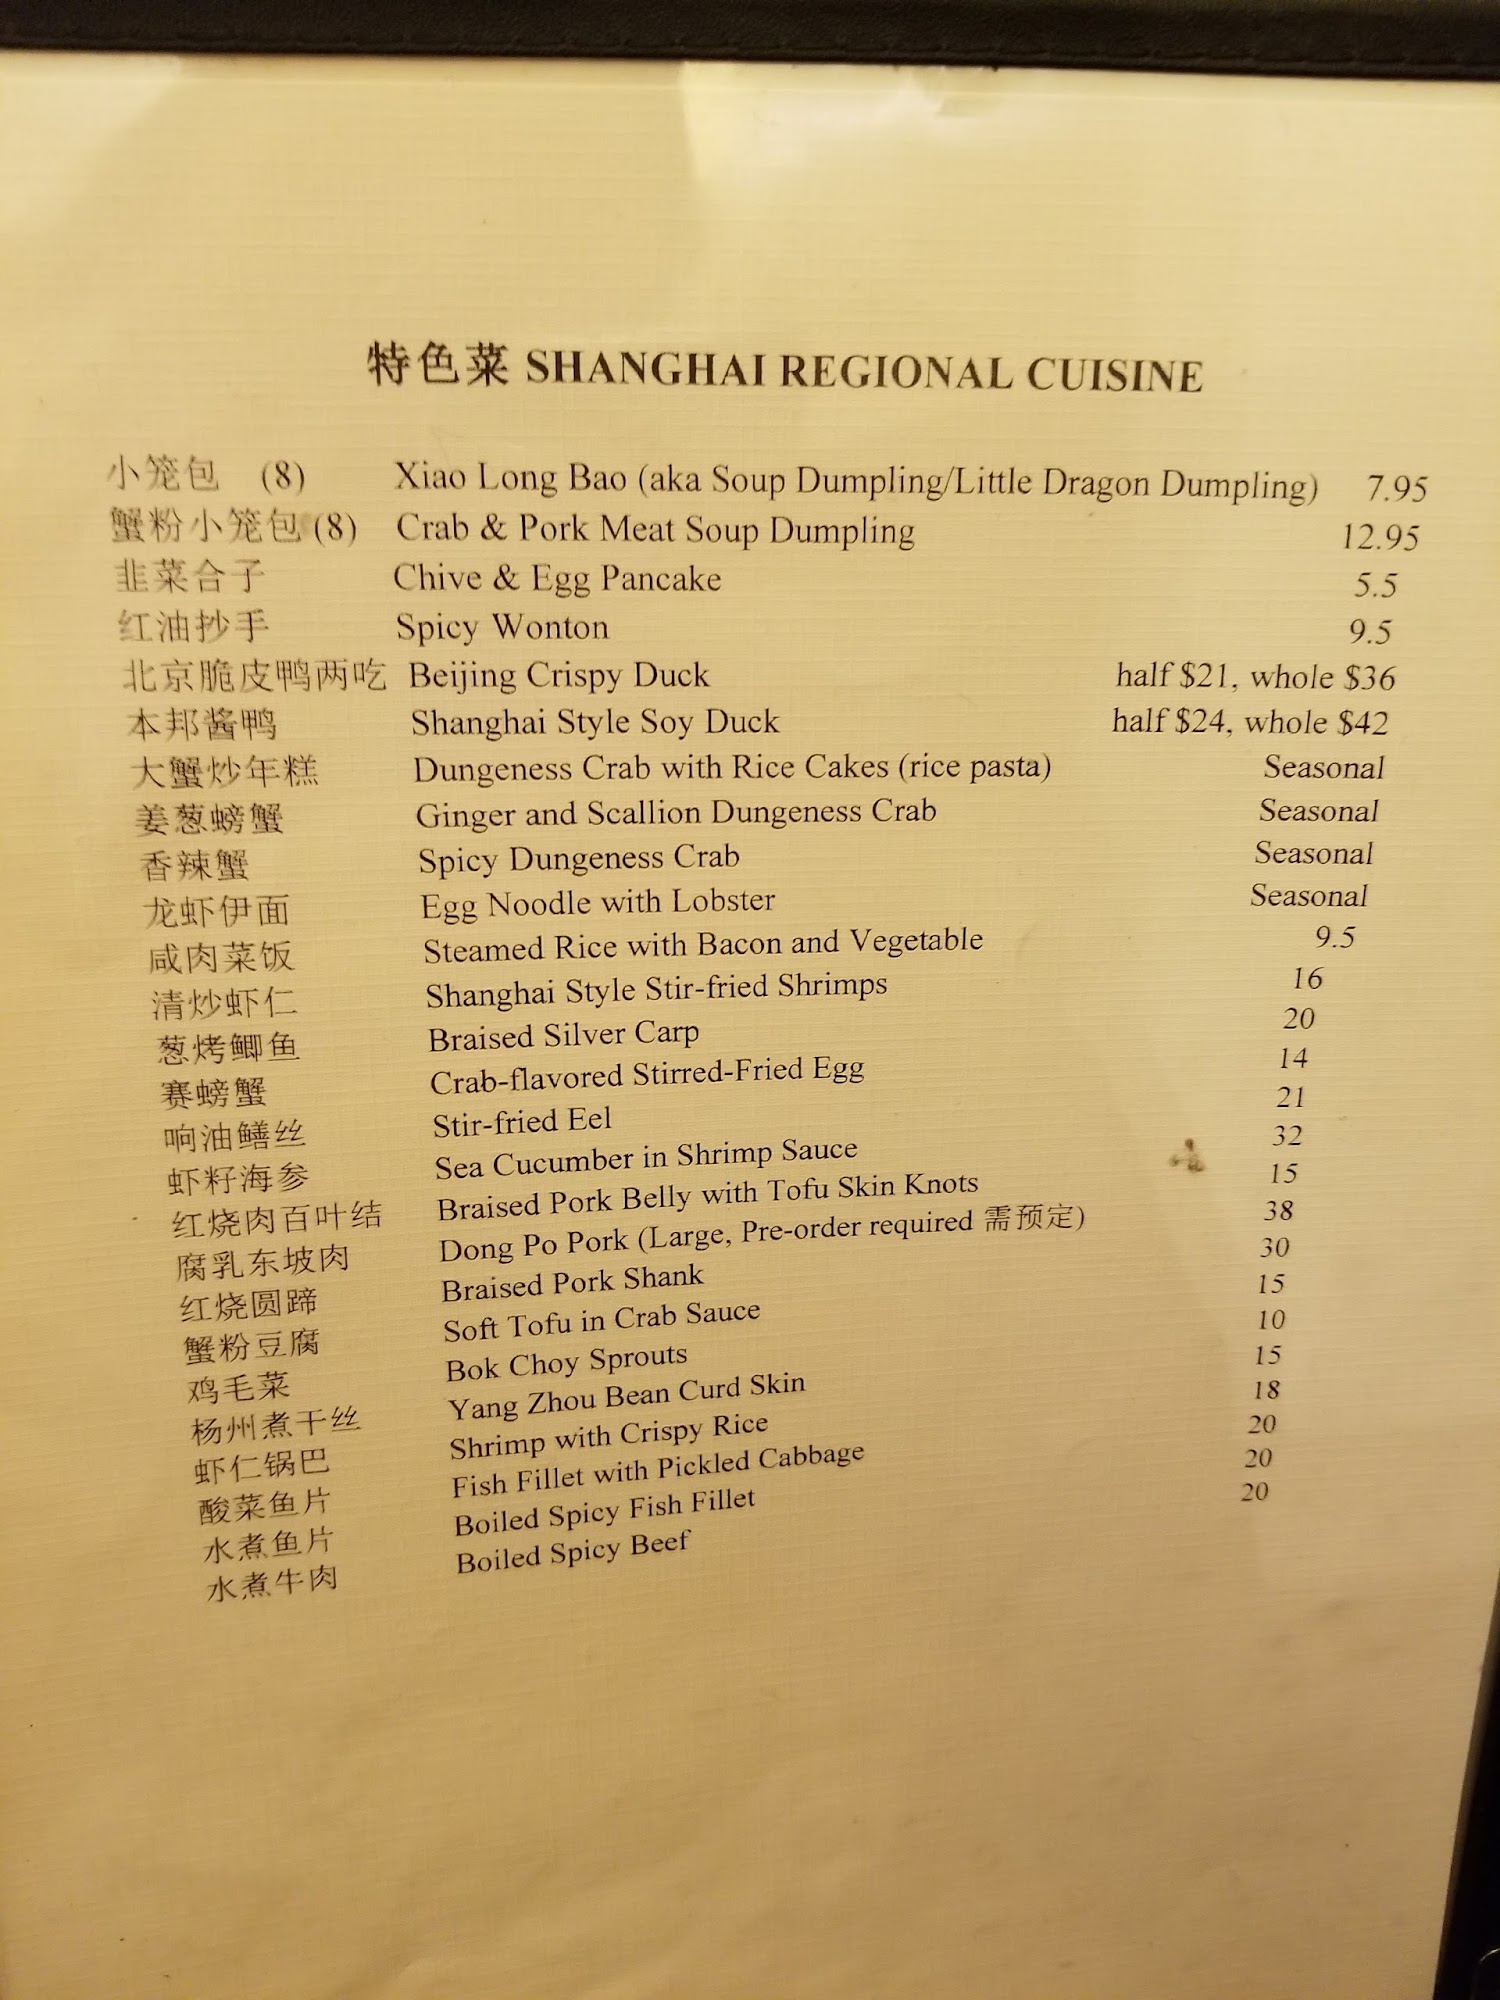 特色菜 SHANGHAI REGIONAL CUISINE
小笼包 (8) Xiao Long Bao (aka Soup Dumpling/Little Dragon Dumpling) 7.95
蟹粉小笼包(8) Crab & Pork Meat Soup Dumpling 12.95
韭菜合子 Chive & Egg Pancake 5.5
红油抄手 Spicy Wonton 9.5
北京脆皮鸭两吃 Beijing Crispy Duck half $21, whole $36
本邦酱鸭 Shanghai Style Soy Duck half $24, whole $42
大蟹炒年糕 Dungeness Crab with Rice Cakes (rice pasta) Seasonal
姜葱螃蟹 Ginger and Scallion Dungeness Crab Seasonal
香辣蟹 Spicy Dungeness Crab Seasonal
龙虾伊面 Egg Noodle with Lobster Seasonal
咸肉菜饭 Steamed Rice with Bacon and Vegetable 9.5
清炒虾仁 Shanghai Style Stir-fried Shrimps 16
葱烤鲫鱼 Braised Silver Carp 20
赛螃蟹 Crab-flavored Stirred-Fried Egg 14
响油鳝丝 Stir-fried Eel 21
虾籽海参 Sea Cucumber in Shrimp Sauce 32
红烧肉百叶结 Braised Pork Belly with Tofu Skin Knots 15
腐乳东坡肉 Dong Po Pork (Large, Pre-order required 需预定) 38
红烧圆蹄 Braised Pork Shank 30
蟹粉豆腐 Soft Tofu in Crab Sauce 15
鸡毛菜 Bok Choy Sprouts 10
杨州煮干丝 Yang Zhou Bean Curd Skin 15
虾仁锅巴 Shrimp with Crispy Rice 18
酸菜鱼片 Fish Fillet with Pickled Cabbage 20
水煮鱼片 Boiled Spicy Fish Fillet 20
水煮牛肉 Boiled Spicy Beef 20